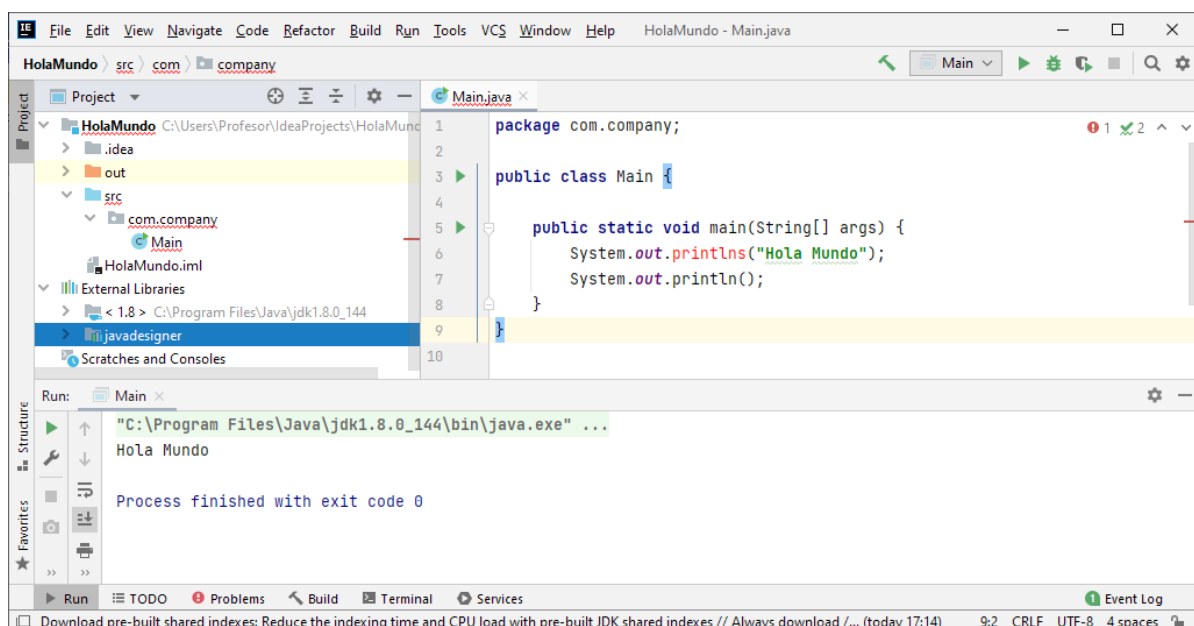 File Edit View Navigate Code Refactor Build Run Tools VCS Window Help HolaMundo - Main.java
HolaMundo src com company Main
Project
Project
HolaMundo C:\Users\Profesor\IdeaProjects\HolaMund
.idea
out
src
com.company
Main
HolaMundo.iml
External Libraries
< 1.8 > C:\Program Files\Java\jdk1.8.0_144
javadesigner
Scratches and Consoles
Main.java
1 package com.company;
1 2
2
3 public class Main {
4
5 public static void main(String[] args) {
6 System.out.printlns("Hola Mundo");
7 System.out.println();
8 }
9 }
10
Run: Main
"C:\Program Files\Java\jdk1.8.0_144\bin\java.exe" ...
Hola Mundo
Process finished with exit code 0
Structure
Favorites
Run TODO Problems Build Terminal Services 1 Event Log
Download pre-built shared indexes: Reduce the indexing time and CPU load with pre-built JDK shared indexes // Always download /... (today 17:14) 9:2 CRLF UTF-8 4 spaces